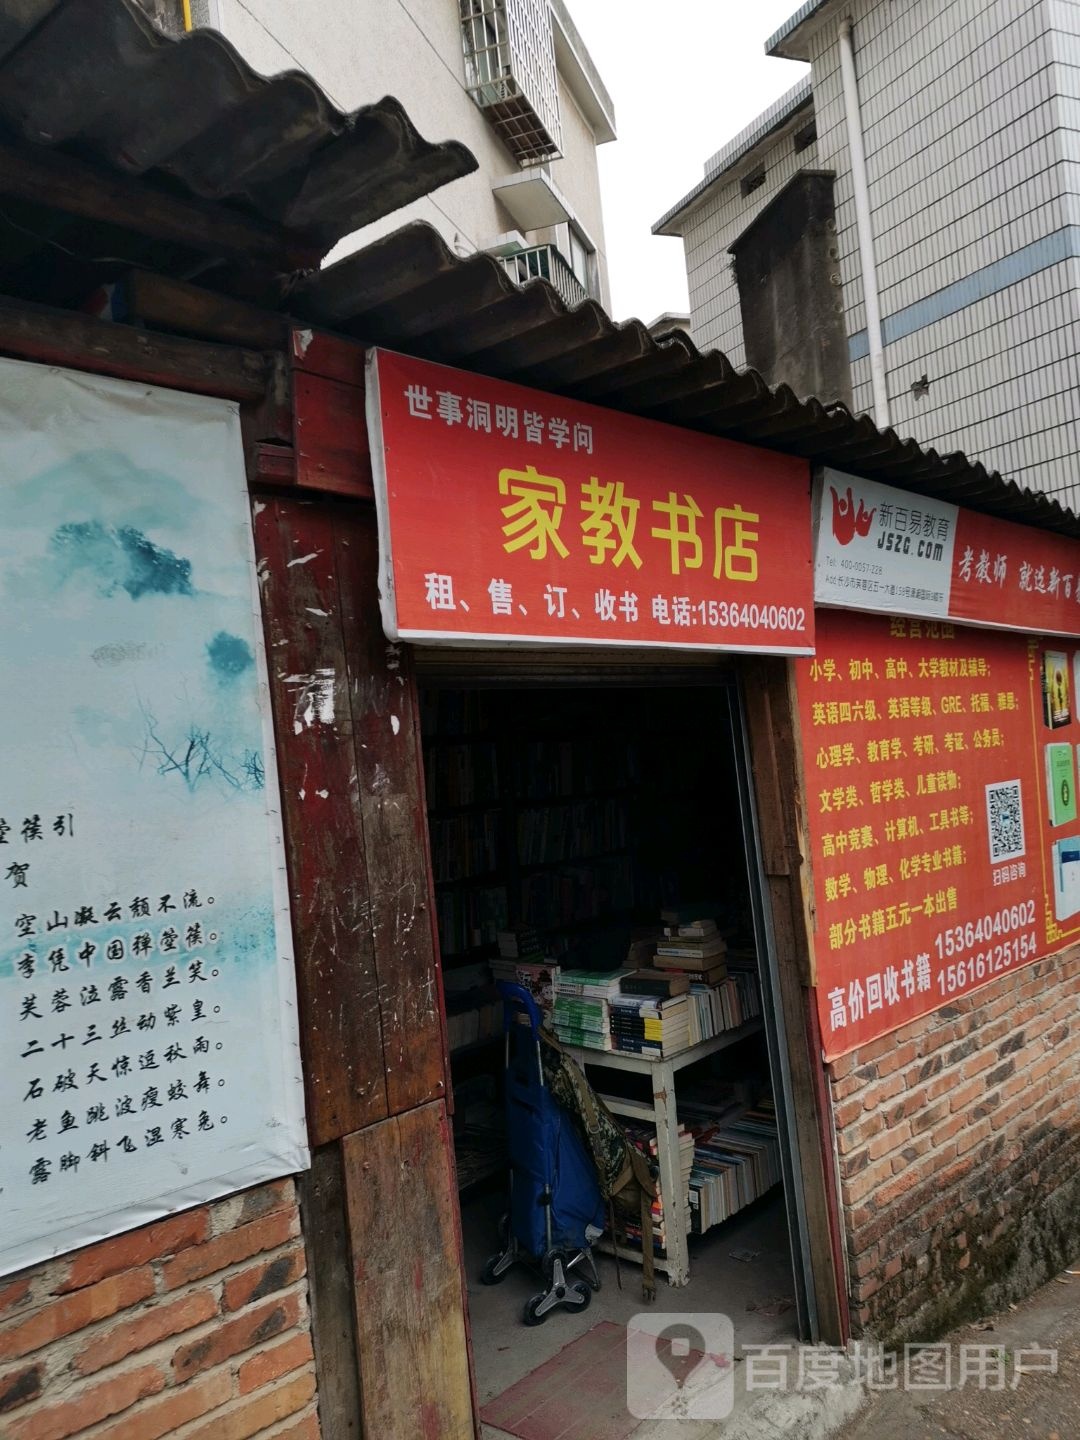 世事洞明皆学问
家教书店
租、售、订、收书 电话:15364040602
新百易教育
JSZG.COM
Tel: 400-0057-228
考教师 就选新百
经营范围
小学、初中、高中、大学教材及辅导；
英语四六级、英语等级、GRE、托福、雅思；
心理学、教育学、考研、考证、公务员；
文学类、哲学类、儿童读物；
高中竞赛、计算机、工具书等；
数学、物理、化学专业书籍；
部分书籍五元一本出售
扫码咨询
高价回收书籍 15364040602
15616125154
箜篌引
贺
空山凝云颓不流。
李凭中国弹箜篌。
芙蓉泣露香兰笑。
二十三丝动紫皇。
石破天惊逗秋雨。
老鱼跳波瘦蛟舞。
露脚斜飞湿寒兔。
百度地图用户